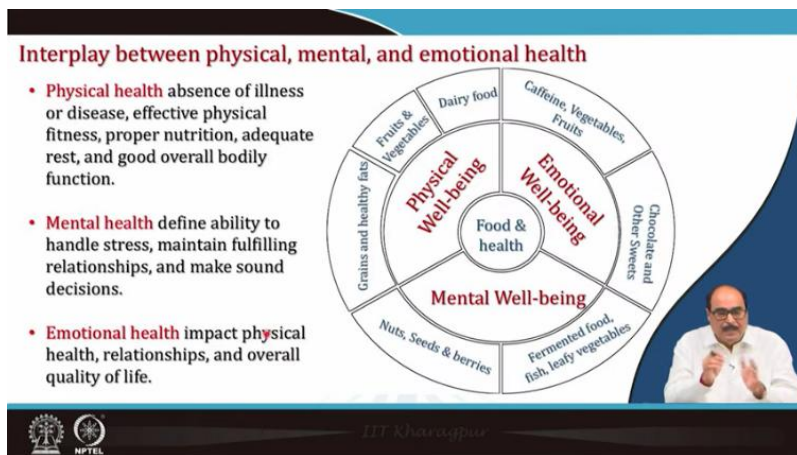 Interplay between physical, mental, and emotional health
• Physical health absence of illness
or disease, effective physical
fitness, proper nutrition, adequate
rest, and good overall bodily
function.
• Mental health define ability to
handle stress, maintain fulfilling
relationships, and make sound
decisions.
• Emotional health impact physical
health, relationships, and overall
quality of life.
Grains and healthy fats
Fruits &
Vegetables
Dairy food
Caffeine, Vegetables,
Fruits
Chocolate and
Other Sweets
Fermented food,
fish, leafy vegetables
Nuts, Seeds & berries
Physical
Well-being
Emotional
Well-being
Mental Well-being
Food &
health
NPTEL
IIT Kharagpur